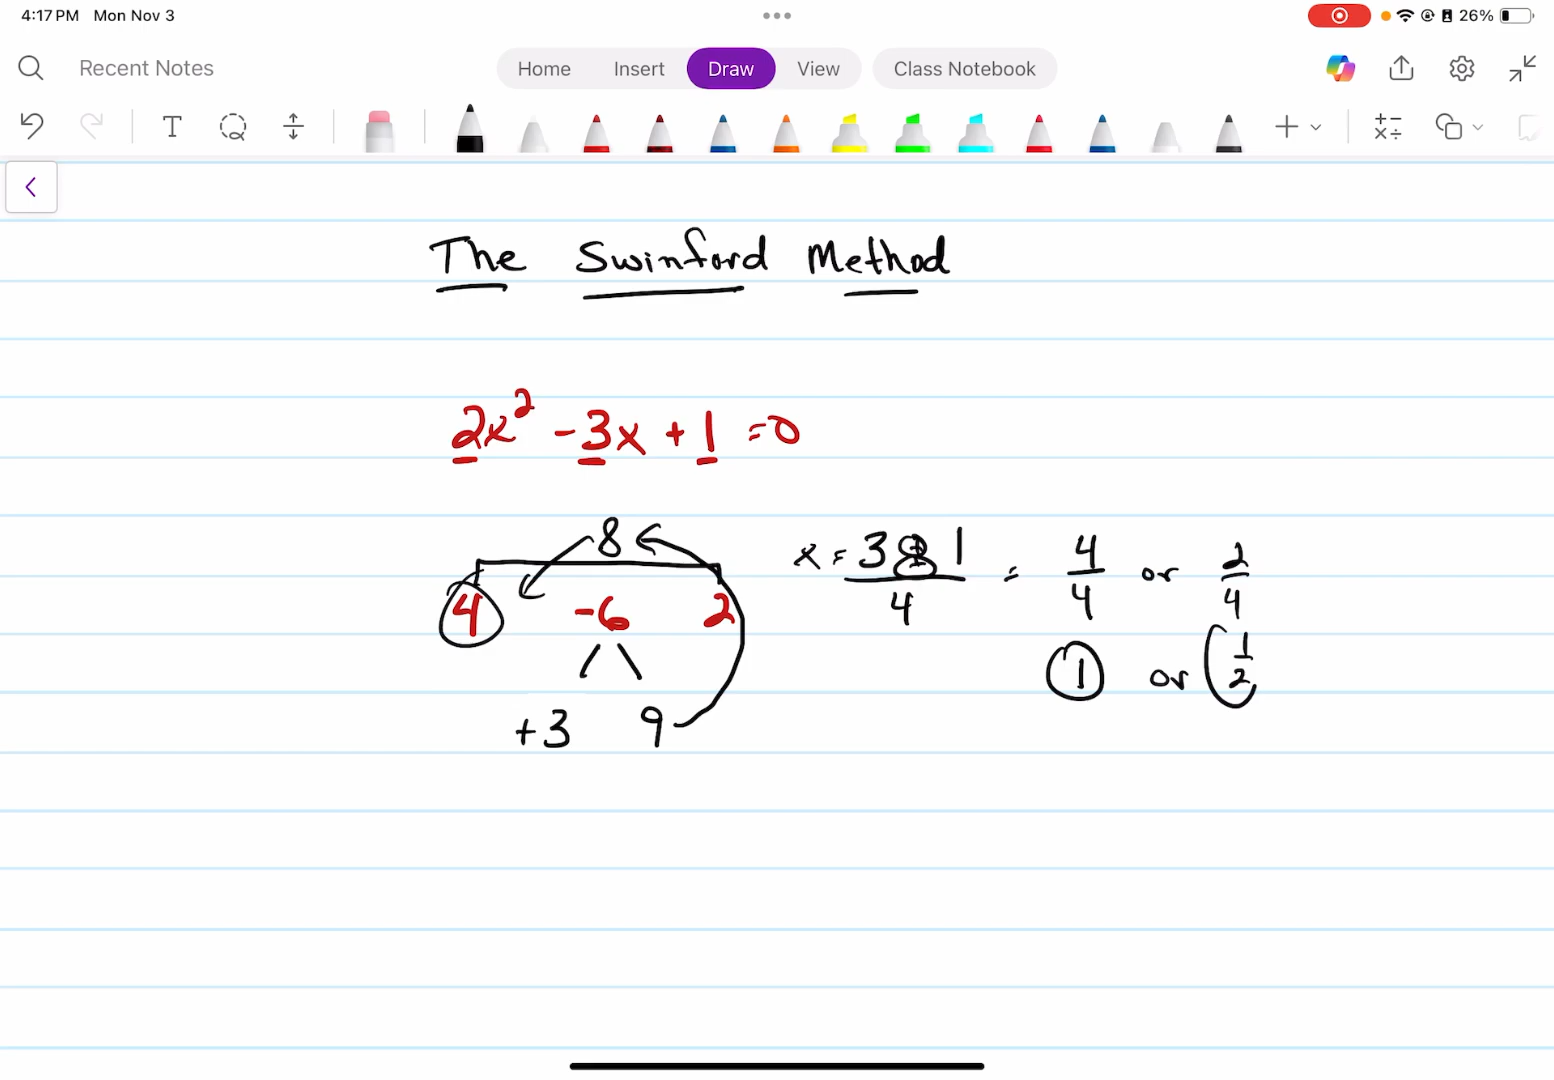 4:17 PM Mon Nov 3
26%
Recent Notes
Home Insert Draw View Class Notebook
T
The Swinford Method
2x² -3x + 1 = 0
8
4 -6 2
+3 9
x = 3 ± 1 / 4 = 4/4 or 2/4
1 or 1/2